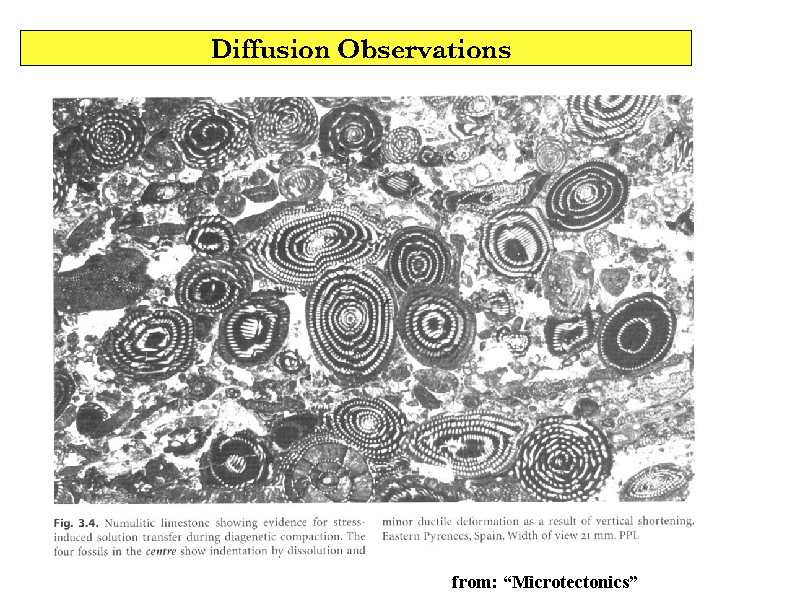 Diffusion Observations
Fig. 3.4. Numulitic limestone showing evidence for stress-
induced solution transfer during diagenetic compaction. The
four fossils in the centre show indentation by dissolution and
minor ductile deformation as a result of vertical shortening.
Eastern Pyrenees, Spain. Width of view 21 mm. PPL
from: “Microtectonics”